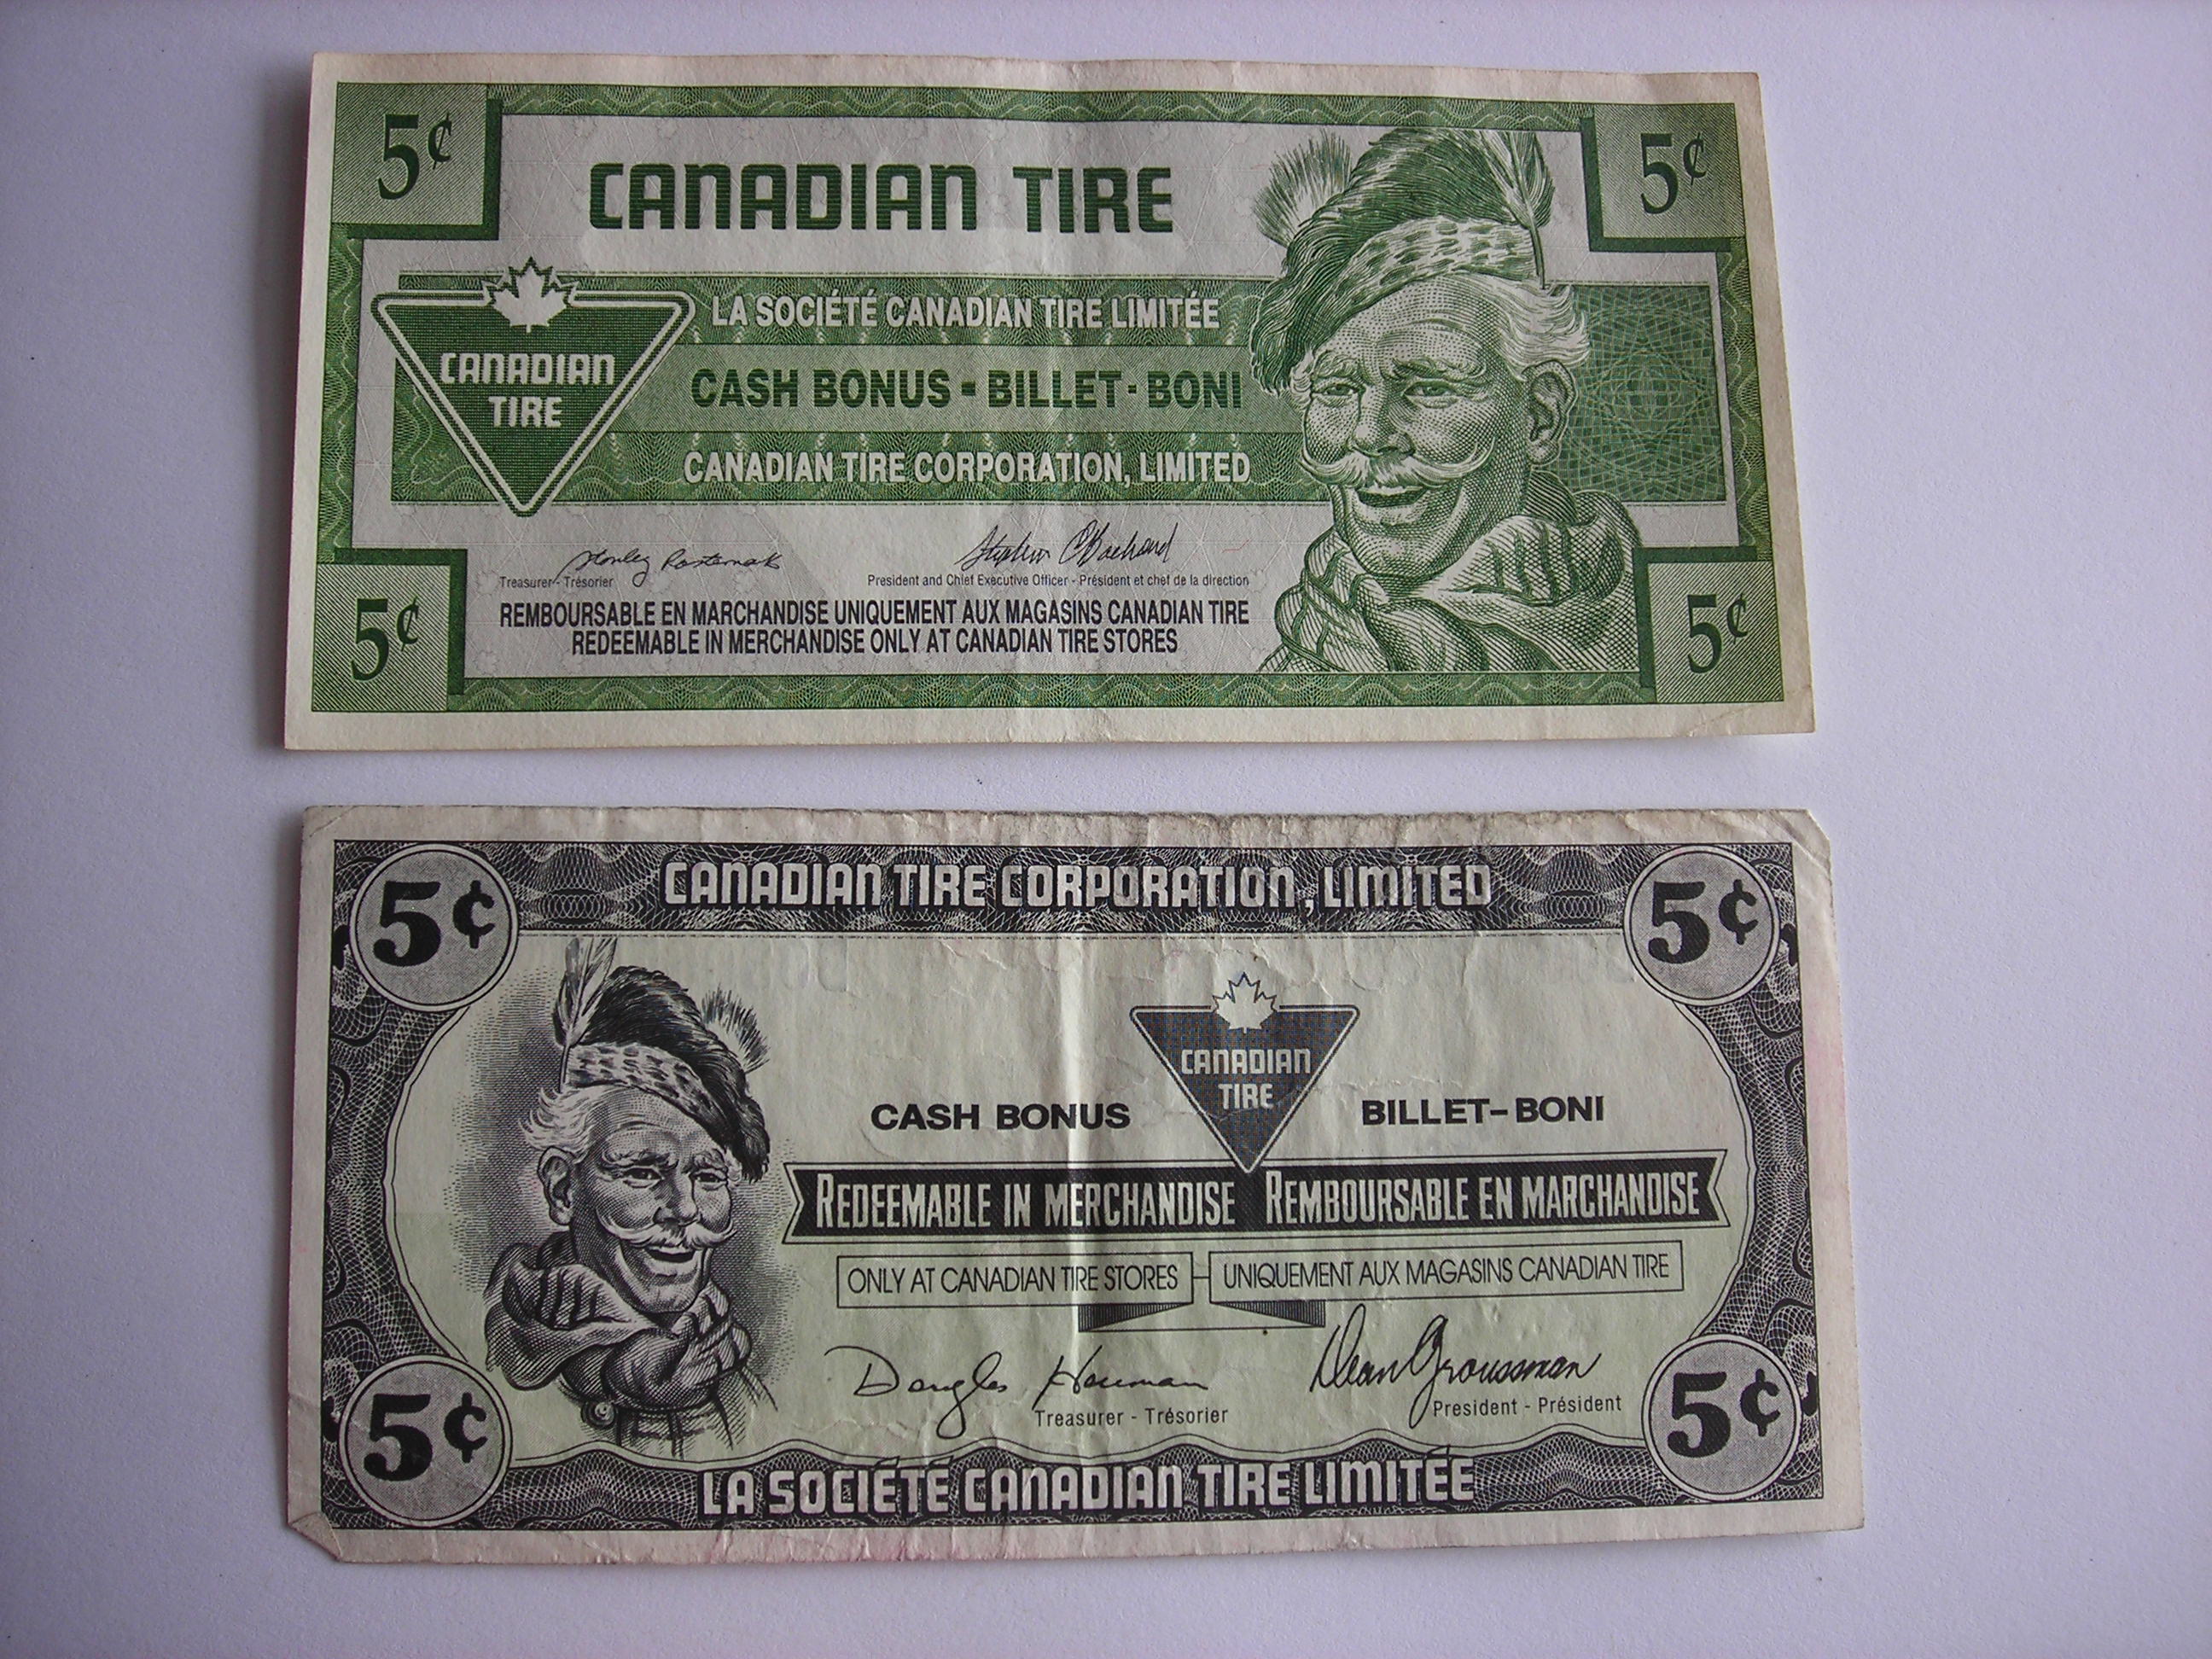 5¢
5¢
CANADIAN TIRE
LA SOCIÉTÉ CANADIAN TIRE LIMITÉE
CANADIAN
TIRE
CASH BONUS - BILLET - BONI
CANADIAN TIRE CORPORATION, LIMITED
Treasurer - Trésorier
President and Chief Executive Officer - Président et chef de la direction
REMBOURSABLE EN MARCHANDISE UNIQUEMENT AUX MAGASINS CANADIAN TIRE
REDEEMABLE IN MERCHANDISE ONLY AT CANADIAN TIRE STORES
5¢
5¢
5¢
CANADIAN TIRE CORPORATION, LIMITED
5¢
CANADIAN
TIRE
CASH BONUS BILLET-BONI
REDEEMABLE IN MERCHANDISE REMBOURSABLE EN MARCHANDISE
ONLY AT CANADIAN TIRE STORES UNIQUEMENT AUX MAGASINS CANADIAN TIRE
Dean Groussman
Treasurer - Trésorier
President - Président
5¢
5¢
LA SOCIÉTÉ CANADIAN TIRE LIMITÉE